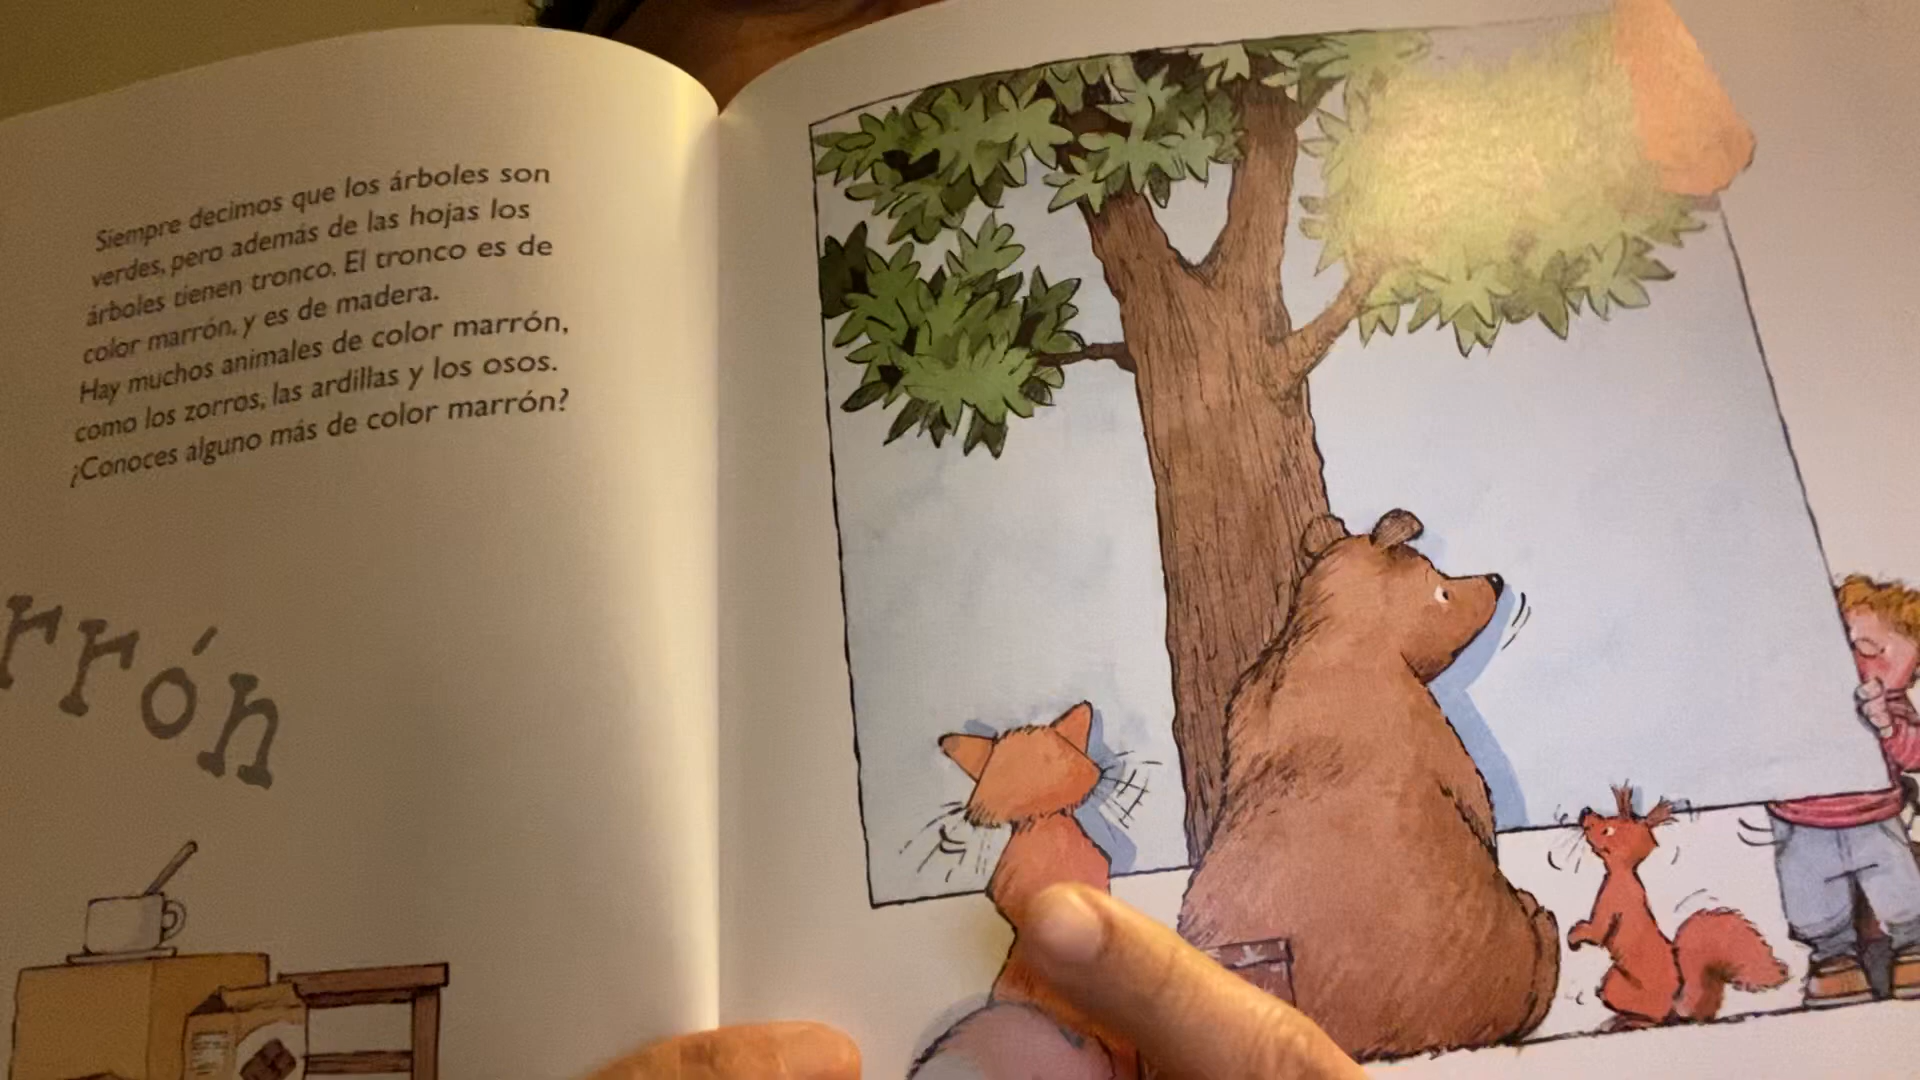 Siempre decimos que los árboles son
verdes, pero además de las hojas los
árboles tienen tronco. El tronco es de
color marrón, y es de madera.
Hay muchos animales de color marrón,
como los zorros, las ardillas y los osos.
¿Conoces alguno más de color marrón?
rrón